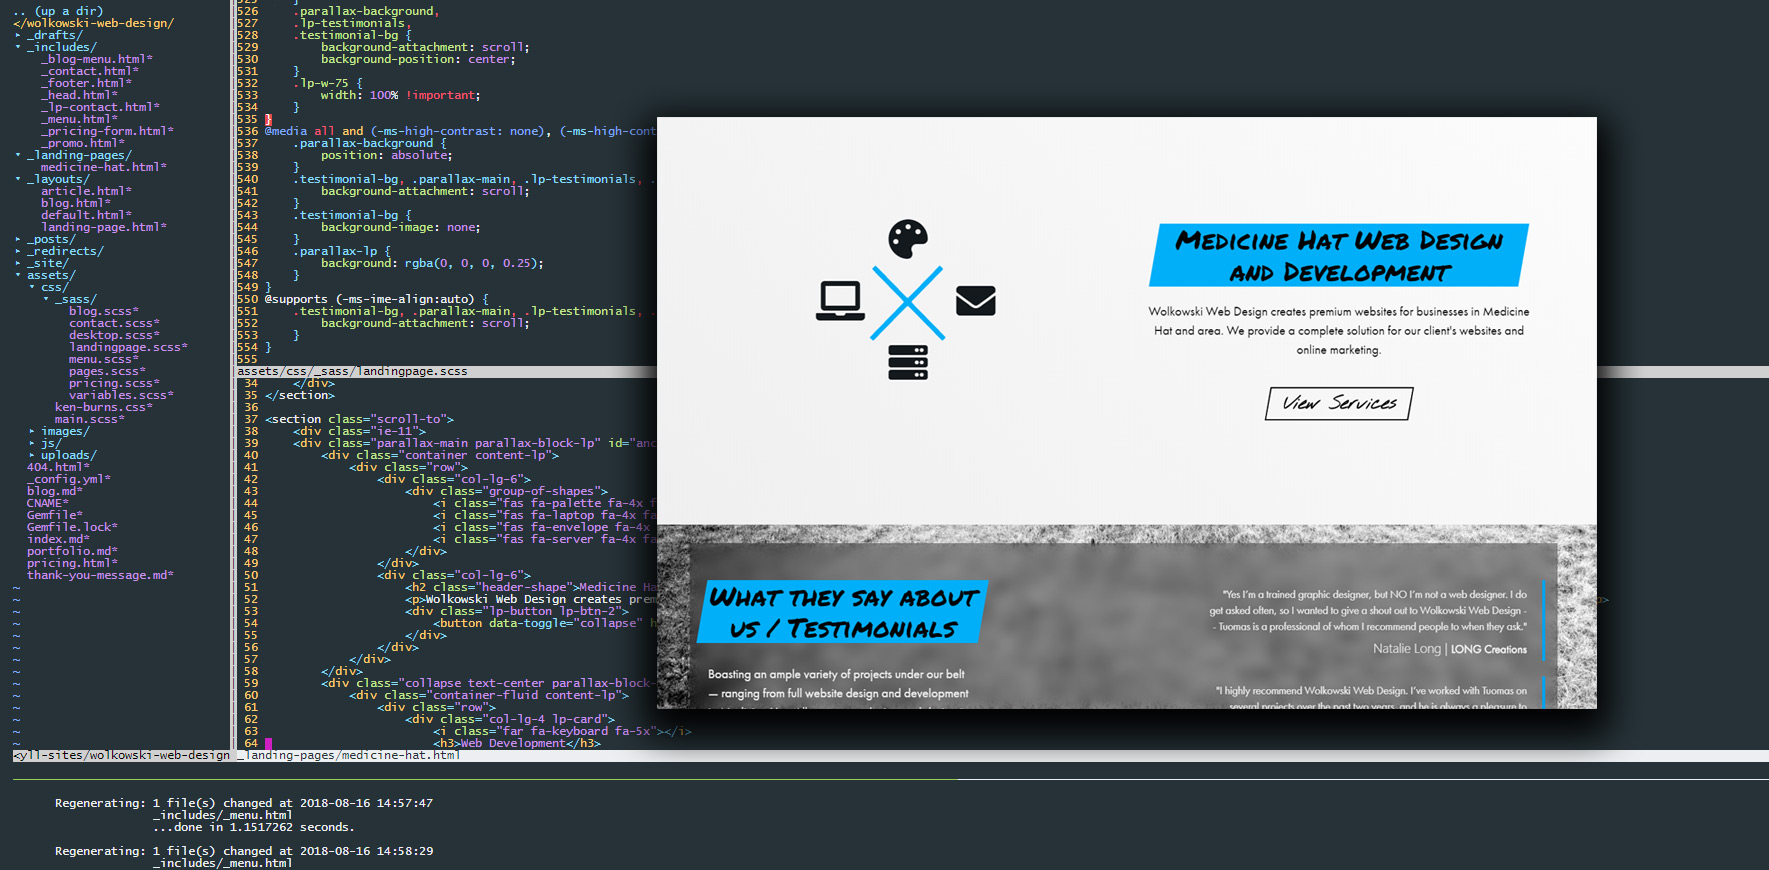 .. (up a dir)
</wolkowski-web-design/
▸ _drafts/
▾ _includes/
_blog-menu.html*
_contact.html*
_footer.html*
_head.html*
_lp-contact.html*
_menu.html*
_pricing-form.html*
_promo.html*
▾ _landing-pages/
medicine-hat.html*
▾ _layouts/
article.html*
blog.html*
default.html*
landing-page.html*
▸ _posts/
▸ _redirects/
▸ _site/
▾ assets/
▾ css/
▾ _sass/
blog.scss*
contact.scss*
desktop.scss*
landingpage.scss*
menu.scss*
pages.scss*
pricing.scss*
variables.scss*
ken-burns.css*
main.scss*
▸ images/
▸ js/
▸ uploads/
404.html*
_config.yml*
blog.md*
CNAME*
Gemfile*
Gemfile.lock*
index.md*
portfolio.md*
pricing.html*
thank-you-message.md*
~
~
~
~
~
~
~
~
~
~
~
~
~
~
<yll-sites/wolkowski-web-design
525 }
526 .parallax-background,
527 .lp-testimonials,
528 .testimonial-bg {
529 background-attachment: scroll;
530 background-position: center;
531 }
532 .lp-w-75 {
533 width: 100% !important;
534 }
535 }
536 @media all and (-ms-high-contrast: none), (-ms-high-cont
537 .parallax-background {
538 position: absolute;
539 }
540 .testimonial-bg, .parallax-main, .lp-testimonials, .
541 background-attachment: scroll;
542 }
543 .testimonial-bg {
544 background-image: none;
545 }
546 .parallax-lp {
547 background: rgba(0, 0, 0, 0.25);
548 }
549 }
550 @supports (-ms-ime-align:auto) {
551 .testimonial-bg, .parallax-main, .lp-testimonials, .
552 background-attachment: scroll;
553 }
554 }
555
assets/css/_sass/landingpage.scss
34 </div>
35 </section>
36
37 <section class="scroll-to">
38 <div class="ie-11">
39 <div class="parallax-main parallax-block-lp" id="anc
40 <div class="container content-lp">
41 <div class="row">
42 <div class="col-lg-6">
43 <div class="group-of-shapes">
44 <i class="fas fa-palette fa-4x f
45 <i class="fas fa-laptop fa-4x fa
46 <i class="fas fa-envelope fa-4x
47 <i class="fas fa-server fa-4x fa
48 </div>
49 </div>
50 <div class="col-lg-6">
51 <h2 class="header-shape">Medicine Ha
52 <p>Wolkowski Web Design creates prem
53 <div class="lp-button lp-btn-2">
54 <button data-toggle="collapse" h
55 </div>
56 </div>
57 </div>
58 </div>
59 <div class="collapse text-center parallax-block-
60 <div class="container-fluid content-lp">
61 <div class="row">
62 <div class="col-lg-4 lp-card">
63 <i class="far fa-keyboard fa-5x"></i>
64 <h3>Web Development</h3>
_landing-pages/medicine-hat.html
Medicine Hat Web Design
and Development
Wolkowski Web Design creates premium websites for businesses in Medicine
Hat and area. We provide a complete solution for our client's websites and
online marketing.
View Services
What they say about
us / Testimonials
Boasting an ample variety of projects under our belt
— ranging from full website design and development
"Yes I'm a trained graphic designer, but NO I'm not a web designer. I do
get asked often, so I wanted to give a shout out to Wolkowski Web Design -
- Tuomas is a professional of whom I recommend people to when they ask."
Natalie Long | LONG Creations
"I highly recommend Wolkowski Web Design. I've worked with Tuomas on
several projects over the past two years, and he is always a pleasure to
Regenerating: 1 file(s) changed at 2018-08-16 14:57:47
_includes/_menu.html
...done in 1.1517262 seconds.
Regenerating: 1 file(s) changed at 2018-08-16 14:58:29
_includes/_menu.html